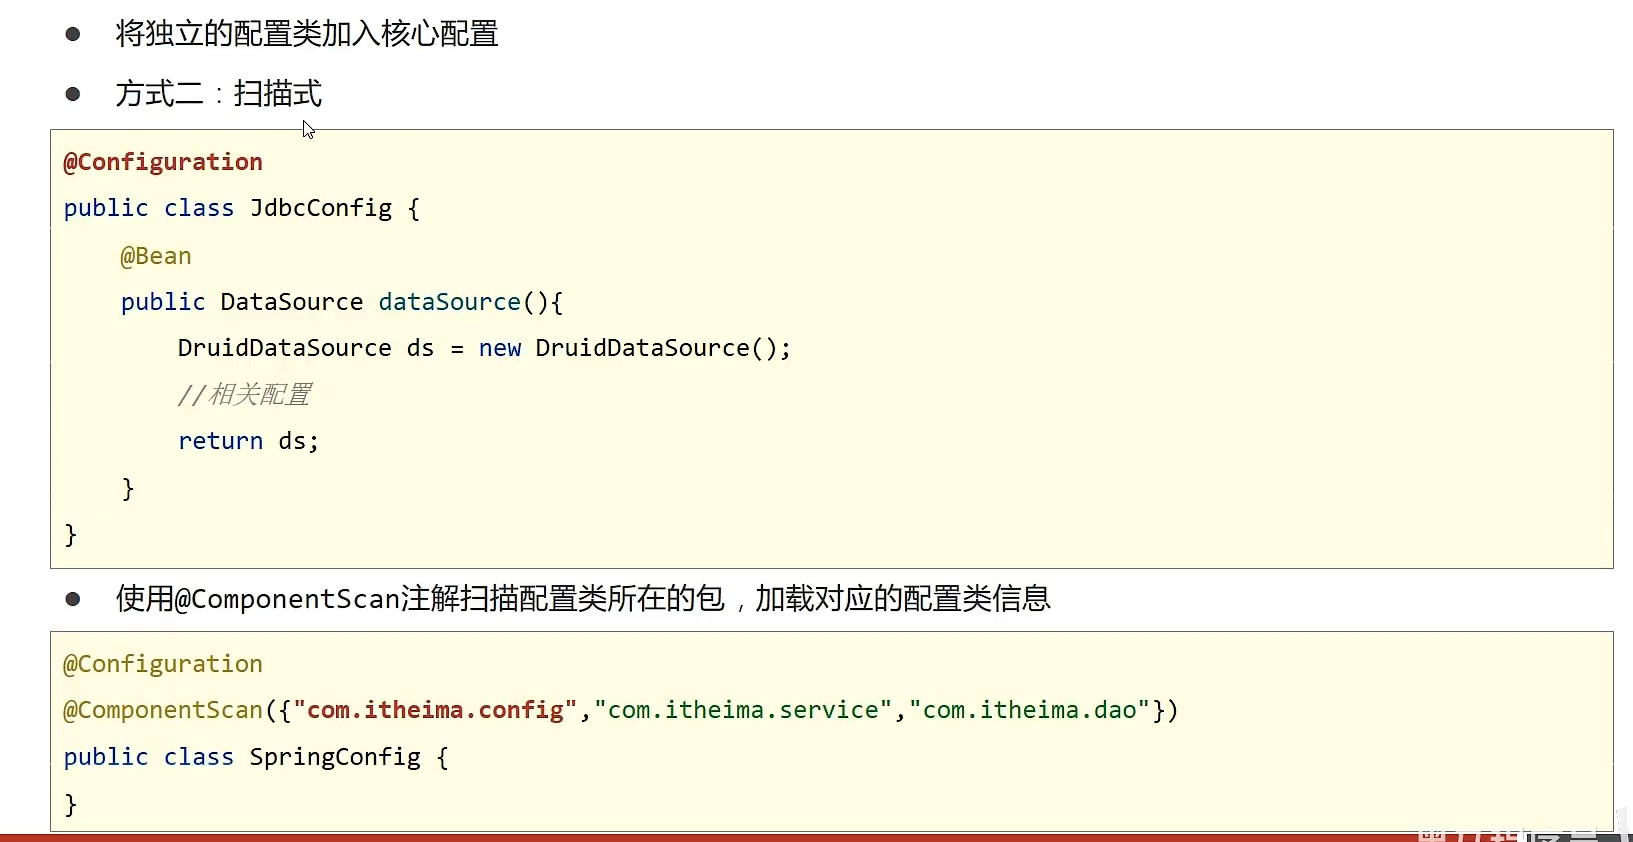 ● 将独立的配置类加入核心配置
● 方式二：扫描式
@Configuration
public class JdbcConfig {
    @Bean
    public DataSource dataSource(){
        DruidDataSource ds = new DruidDataSource();
        //相关配置
        return ds;
    }
}
● 使用@ComponentScan注解扫描配置类所在的包，加载对应的配置类信息
@Configuration
@ComponentScan({"com.itheima.config","com.itheima.service","com.itheima.dao"})
public class SpringConfig {
}